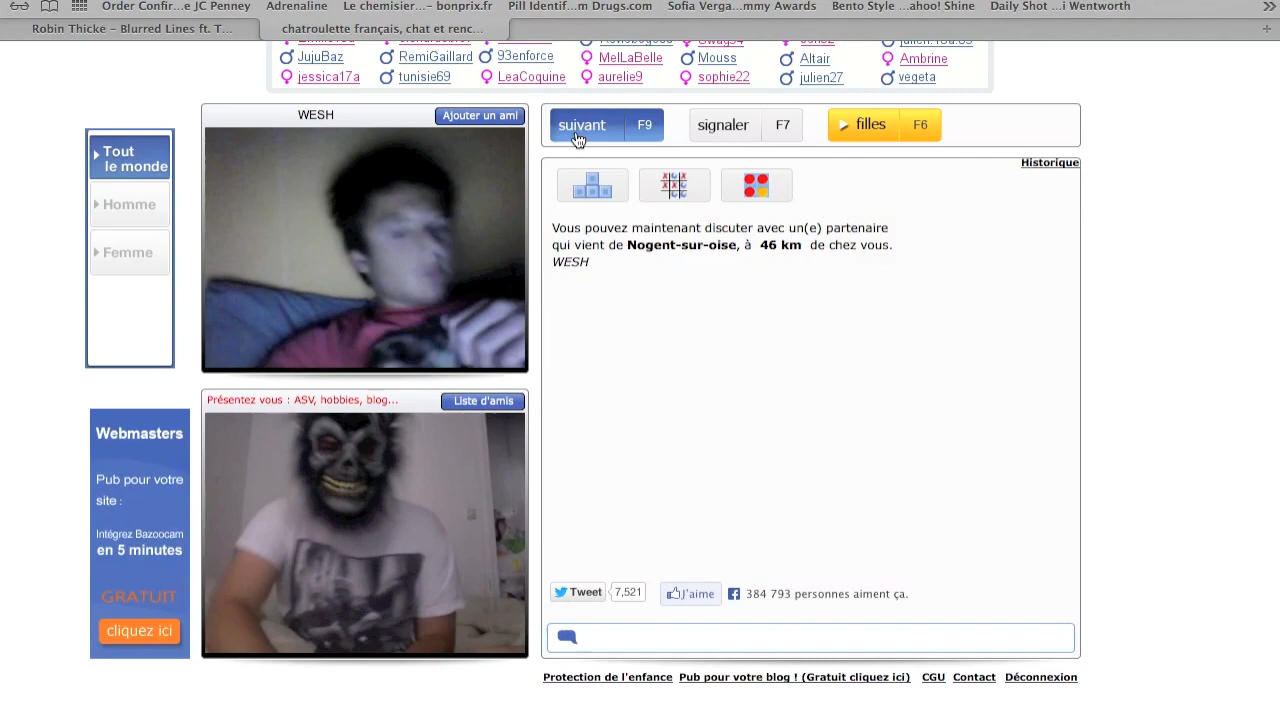 Order Confir...e JC Penney Adrenaline Le chemisier...– bonprix.fr Pill Identif...m Drugs.com Sofia Verga...mmy Awards Bento Style ...ahoo! Shine Daily Shot ...i Wentworth
Robin Thicke – Blurred Lines ft. T... chatroulette français, chat et renc...
JujuBaz RemiGaillard 93enforce MelLaBelle Mouss Altair Ambrine
jessica17a tunisie69 LeaCoquine aurelie9 sophie22 julien27 vegeta
WESH Ajouter un ami
suivant F9 signaler F7 filles F6
Tout
le monde
Homme
Femme
Historique
Vous pouvez maintenant discuter avec un(e) partenaire
qui vient de Nogent-sur-oise, à 46 km de chez vous.
WESH
Présentez vous : ASV, hobbies, blog... Liste d'amis
Webmasters
Pub pour votre
site :
Intégrez Bazoocam
en 5 minutes
GRATUIT
cliquez ici
Tweet 7,521 J'aime 384 793 personnes aiment ça.
Protection de l'enfance Pub pour votre blog ! (Gratuit cliquez ici) CGU Contact Déconnexion